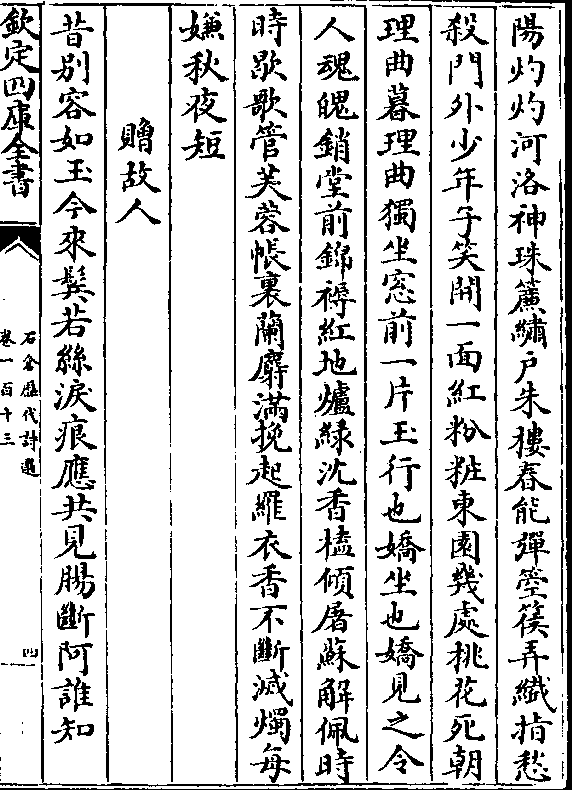 陽灼灼河洛神珠簾繡户朱樓春能彈箜篌弄纎指愁
殺門外少年子笑開一面紅粉粧東園幾處桃花死朝
理曲暮理曲獨坐窓前一片玉行也嬌坐也嬌見之令
人魂魄銷堂前錦褥紅地爐緑沈香榼傾屠蘇解佩時
時歇歌管芙蓉帳裏蘭麝滿挽起羅衣香不斷滅燭每
嫌秋夜短
贈故人
昔别容如玉今來鬢若絲淚痕應共見腸斷阿誰知
欽定四庫全書
石倉歴代詩選
卷一百十三
四